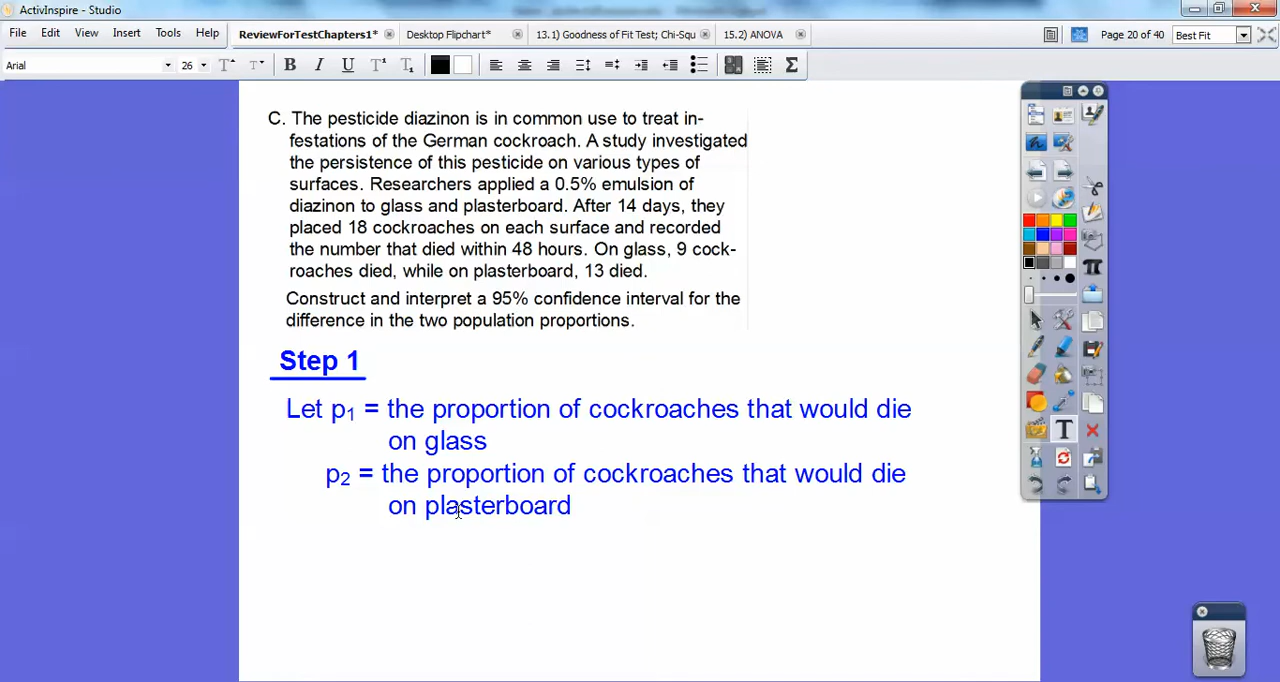 ActivInspire - Studio
File Edit View Insert Tools Help
ReviewForTestChapters1* Desktop Flipchart* 13.1) Goodness of Fit Test; Chi-Squ 15.2) ANOVA
Page 20 of 40 Best Fit
Arial 26
C. The pesticide diazinon is in common use to treat in-
festations of the German cockroach. A study investigated
the persistence of this pesticide on various types of
surfaces. Researchers applied a 0.5% emulsion of
diazinon to glass and plasterboard. After 14 days, they
placed 18 cockroaches on each surface and recorded
the number that died within 48 hours. On glass, 9 cock-
roaches died, while on plasterboard, 13 died.
Construct and interpret a 95% confidence interval for the
difference in the two population proportions.
Step 1
Let p₁ = the proportion of cockroaches that would die
on glass
p₂ = the proportion of cockroaches that would die
on plasterboard